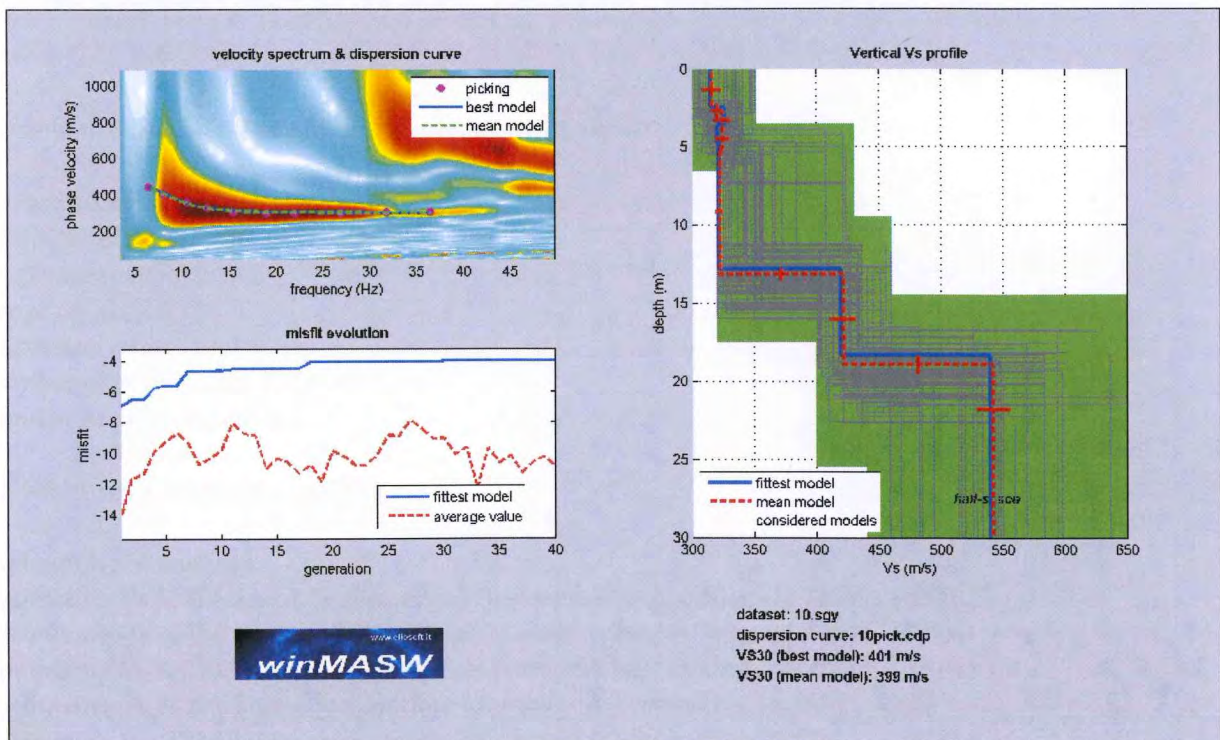 velocity spectrum & dispersion curve
1000
800
600
400
200
phase velocity (m/s)
picking
best model
mean model
5 10 15 20 25 30 35 40 45
frequency (Hz)
misfit evolution
-4
-6
-8
-10
-12
-14
misfit
fittest model
average value
5 10 15 20 25 30 35 40
generation
www.eliosoft.it
winMASW
Vertical Vs profile
0
5
10
15
20
25
30
depth (m)
fittest model
mean model
considered models
half-space
300 350 400 450 500 550 600 650
Vs (m/s)
dataset: 10.sgy
dispersion curve: 10pick.cdp
VS30 (best model): 401 m/s
VS30 (mean model): 399 m/s